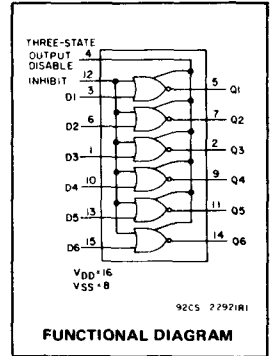 THREE-STATE
OUTPUT 4
DISABLE
INHIBIT 12
D1 3
5 Q1
D2 6
7 Q2
D3 1
2 Q3
D4 10
9 Q4
D5 13
11 Q5
D6 15
14 Q6
VDD=16
VSS=8
92CS 22921R1
FUNCTIONAL DIAGRAM